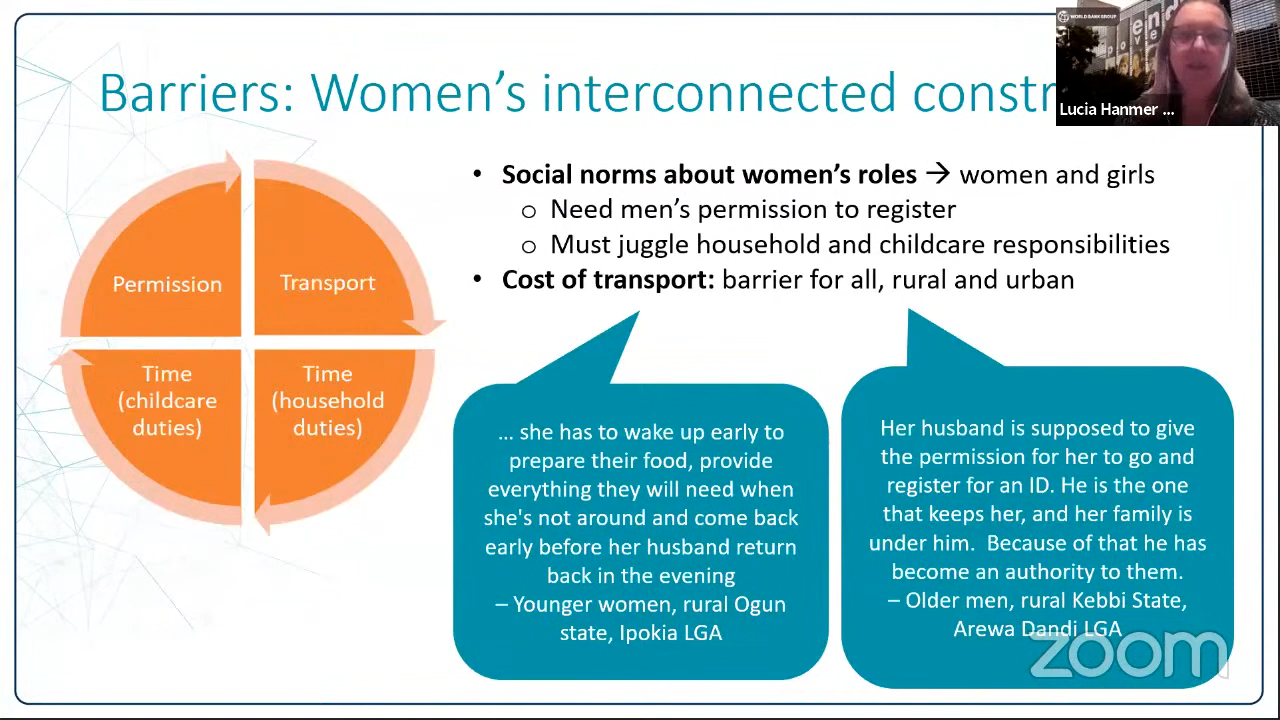 Barriers: Women's interconnected constr
WORLD BANK GROUP
end
Lucia Hanmer ...
Permission
Transport
Time
(childcare
duties)
Time
(household
duties)
• Social norms about women's roles → women and girls
o Need men's permission to register
o Must juggle household and childcare responsibilities
• Cost of transport: barrier for all, rural and urban
... she has to wake up early to
prepare their food, provide
everything they will need when
she's not around and come back
early before her husband return
back in the evening
– Younger women, rural Ogun
state, Ipokia LGA
Her husband is supposed to give
the permission for her to go and
register for an ID. He is the one
that keeps her, and her family is
under him.  Because of that he has
become an authority to them.
– Older men, rural Kebbi State,
Arewa Dandi LGA
zoom